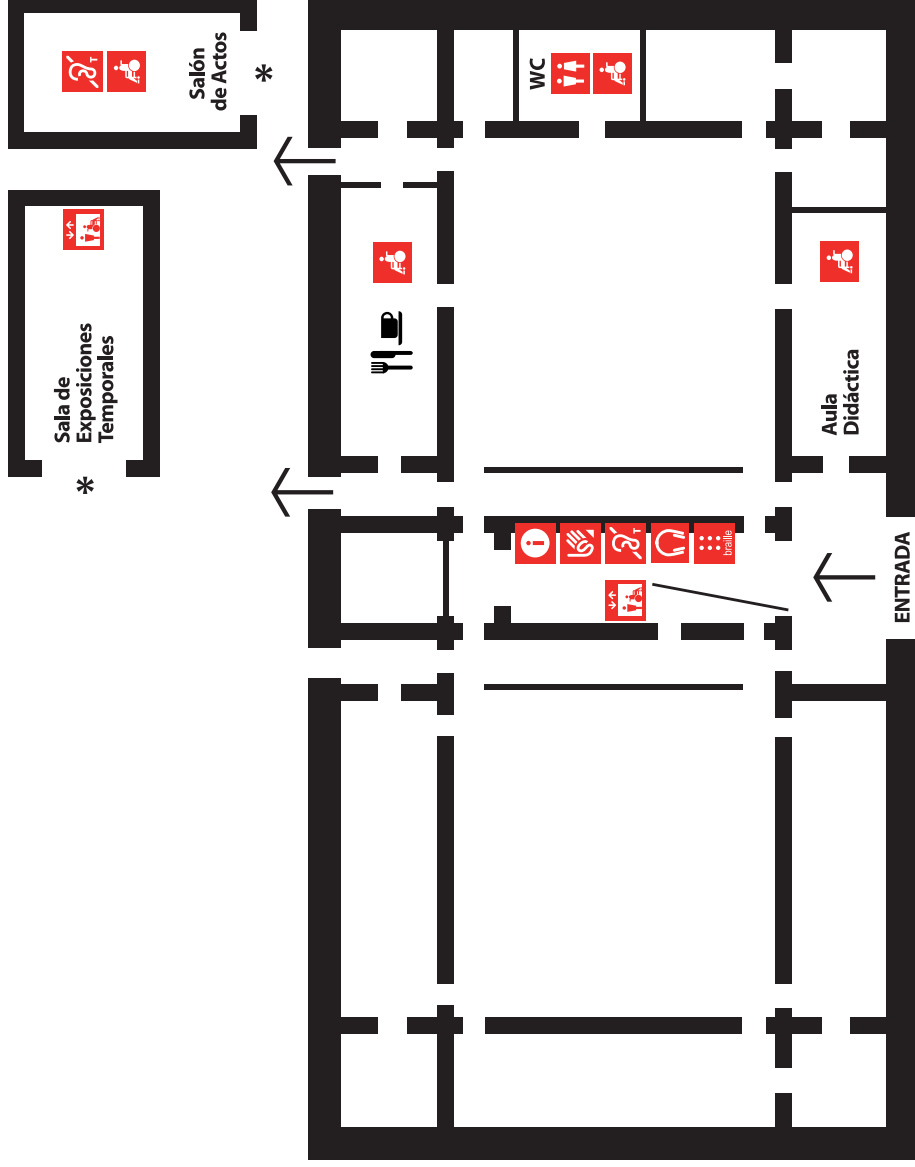 Salón
de Actos
*
WC
Sala de
Exposiciones
Temporales
*
Aula
Didáctica
i
T
T
braille
ENTRADA